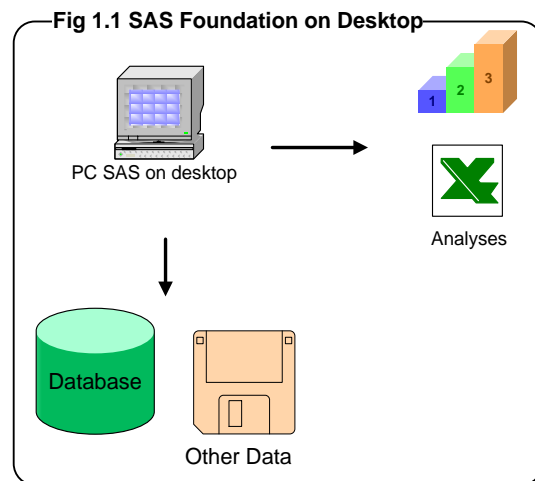 Fig 1.1 SAS Foundation on Desktop
1
2
3
PC SAS on desktop
Analyses
Database
Other Data